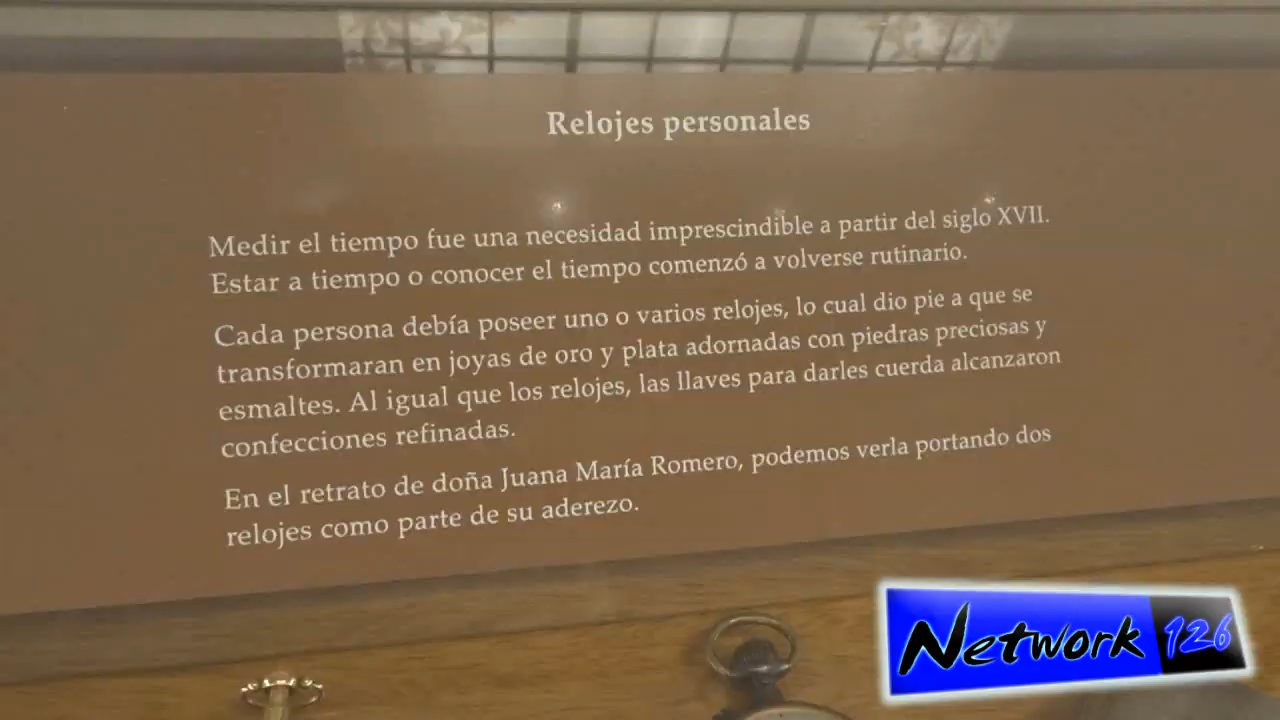 Relojes personales
Medir el tiempo fue una necesidad imprescindible a partir del siglo XVII.
Estar a tiempo o conocer el tiempo comenzó a volverse rutinario.
Cada persona debía poseer uno o varios relojes, lo cual dio pie a que se
transformaran en joyas de oro y plata adornadas con piedras preciosas y
esmaltes. Al igual que los relojes, las llaves para darles cuerda alcanzaron
confecciones refinadas.
En el retrato de doña Juana María Romero, podemos verla portando dos
relojes como parte de su aderezo.
Network 126